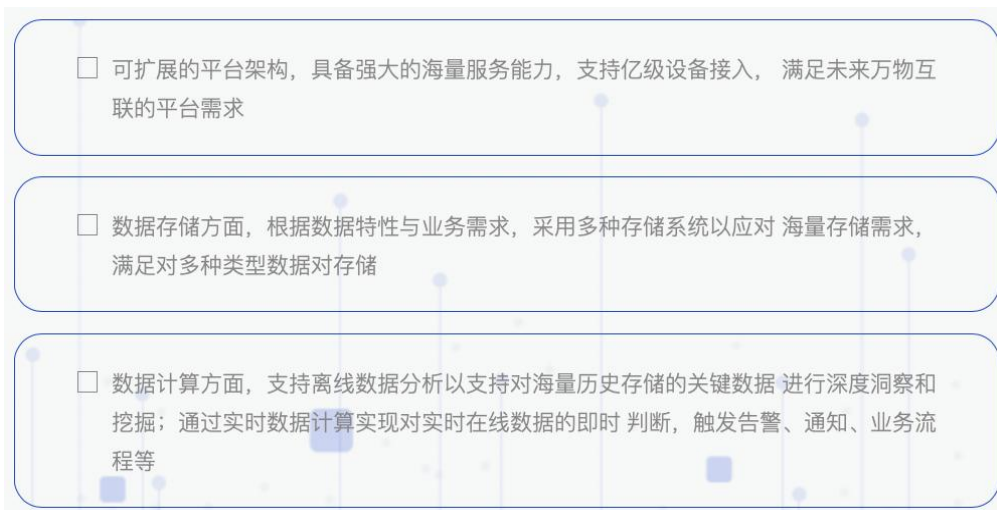 □ 可扩展的平台架构，具备强大的海量服务能力，支持亿级设备接入， 满足未来万物互
联的平台需求
□ 数据存储方面，根据数据特性与业务需求，采用多种存储系统以应对 海量存储需求，
满足对多种类型数据对存储
□ 数据计算方面，支持离线数据分析以支持对海量历史存储的关键数据 进行深度洞察和
挖掘；通过实时数据计算实现对实时在线数据的即时 判断，触发告警、通知、业务流
程等